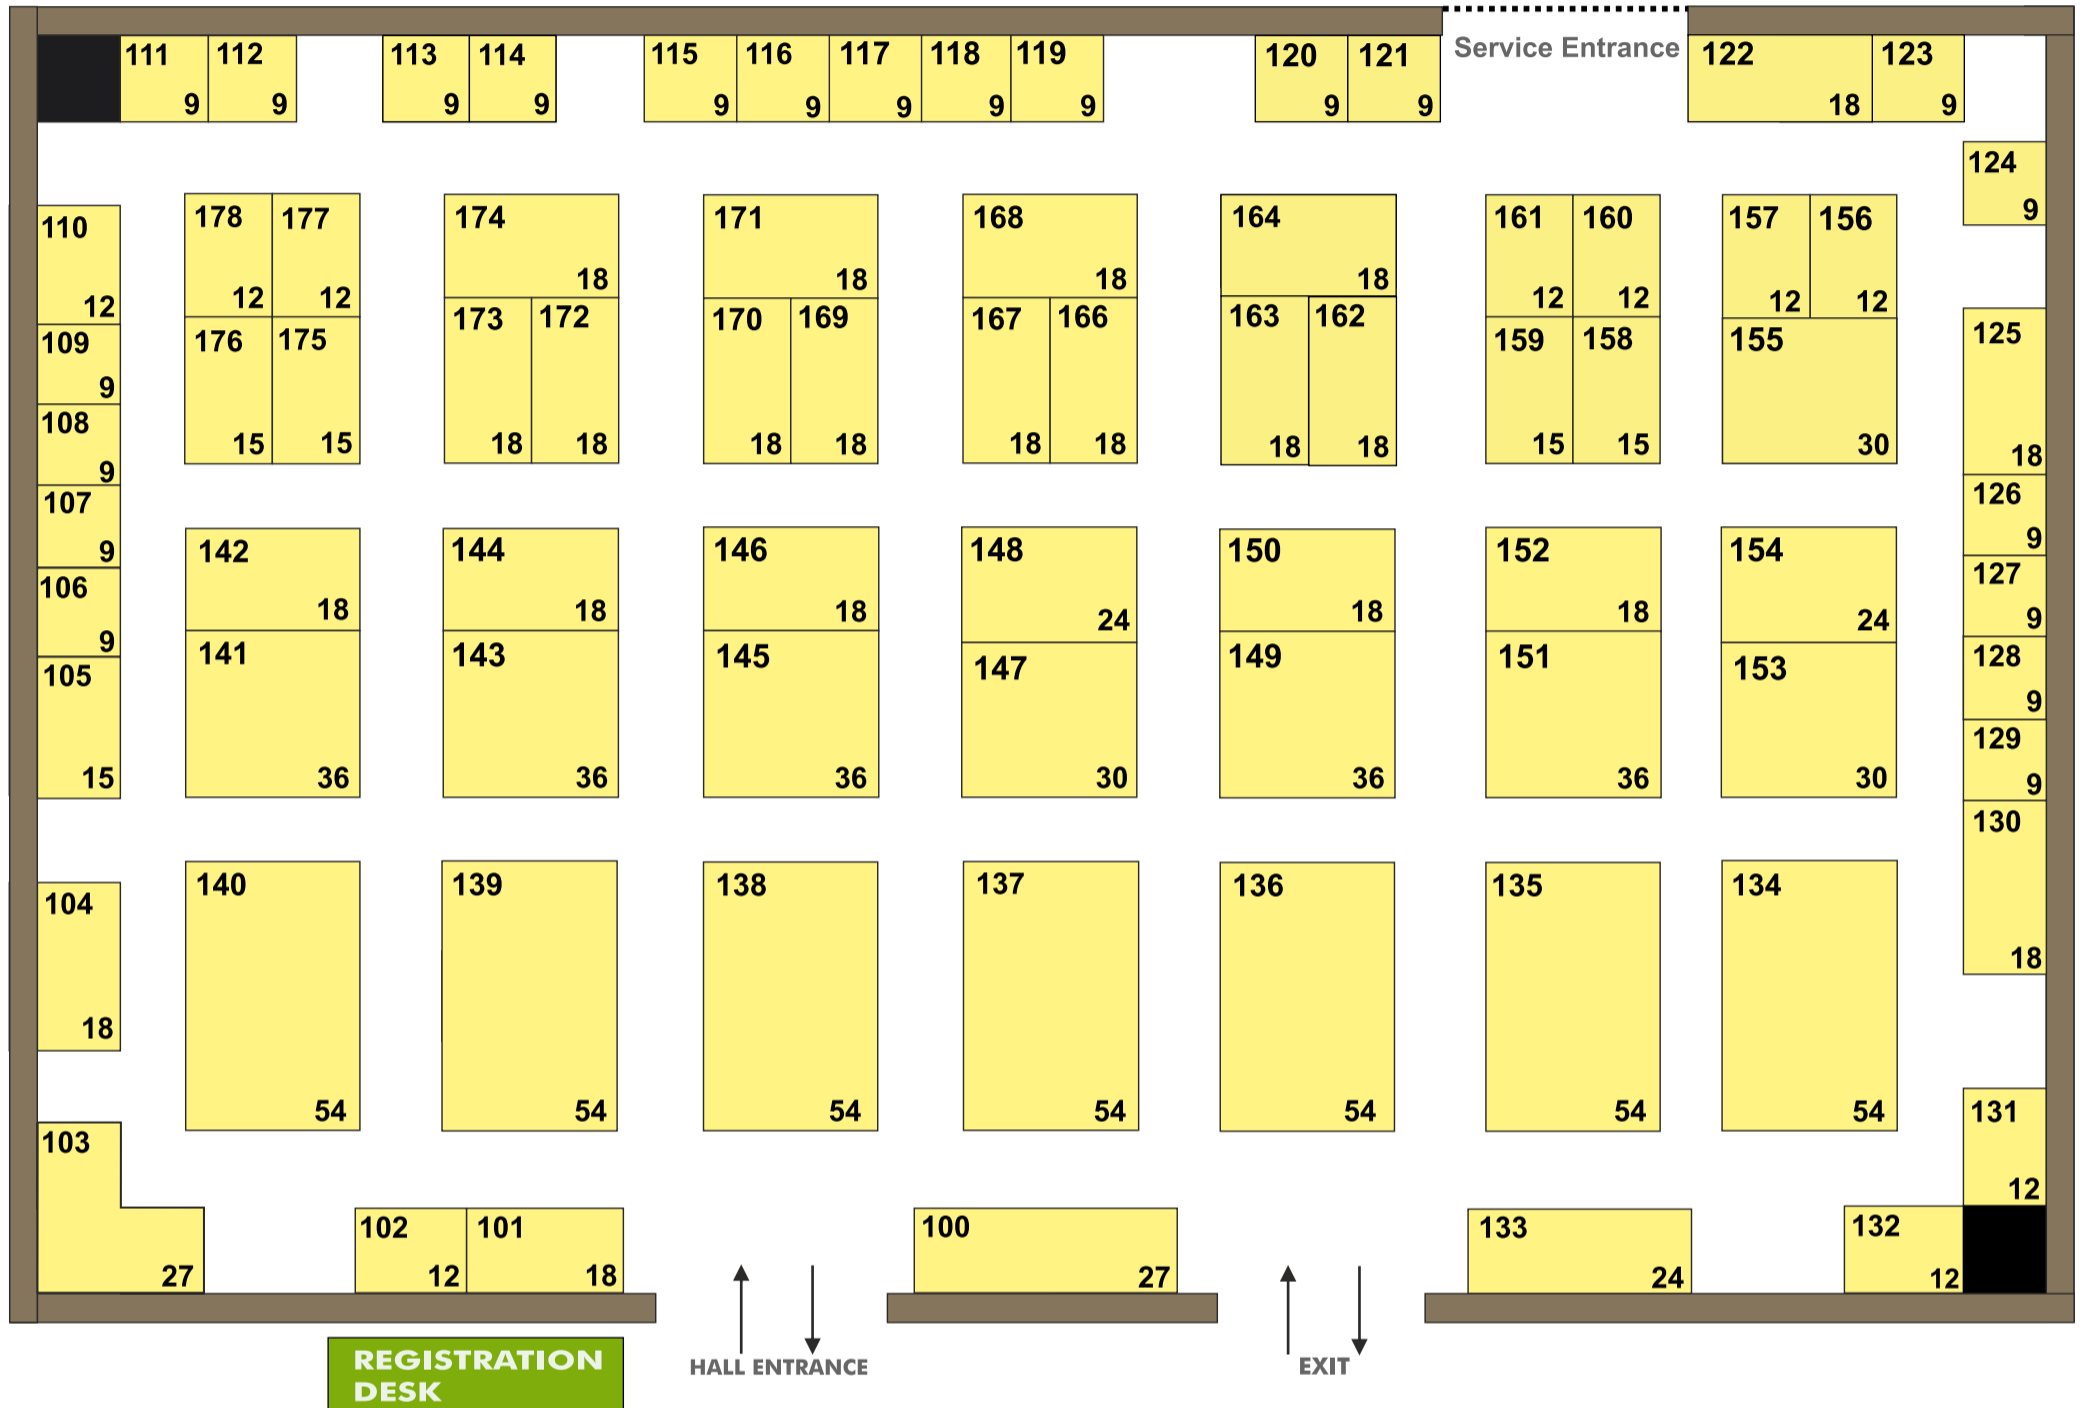 111 112 113 114 115 116 117 118 119 120 121 Service Entrance 122 123
9 9 9 9 9 9 9 9 9 9 9 18 9
124
9
110 178 177 174 171 168 164 161 160 157 156
12 12 12 18 18 18 18 12 12 12 12
109 176 175 173 172 170 169 167 166 163 162 159 158 155 125
9
108
9 15 15 18 18 18 18 18 18 18 18 15 15 30 18
107 126
9 9
142 144 146 148 150 152 154
106 127
9 18 18 18 24 18 18 24 9
105 141 143 145 147 149 151 153 128
9
129
15 36 36 36 30 36 36 30 9
130
104 140 139 138 137 136 135 134
18 18
54 54 54 54 54 54 54
103 131
12
102 101 100 133 132
27 12 18 27 24 12
REGISTRATION
DESK
HALL ENTRANCE EXIT